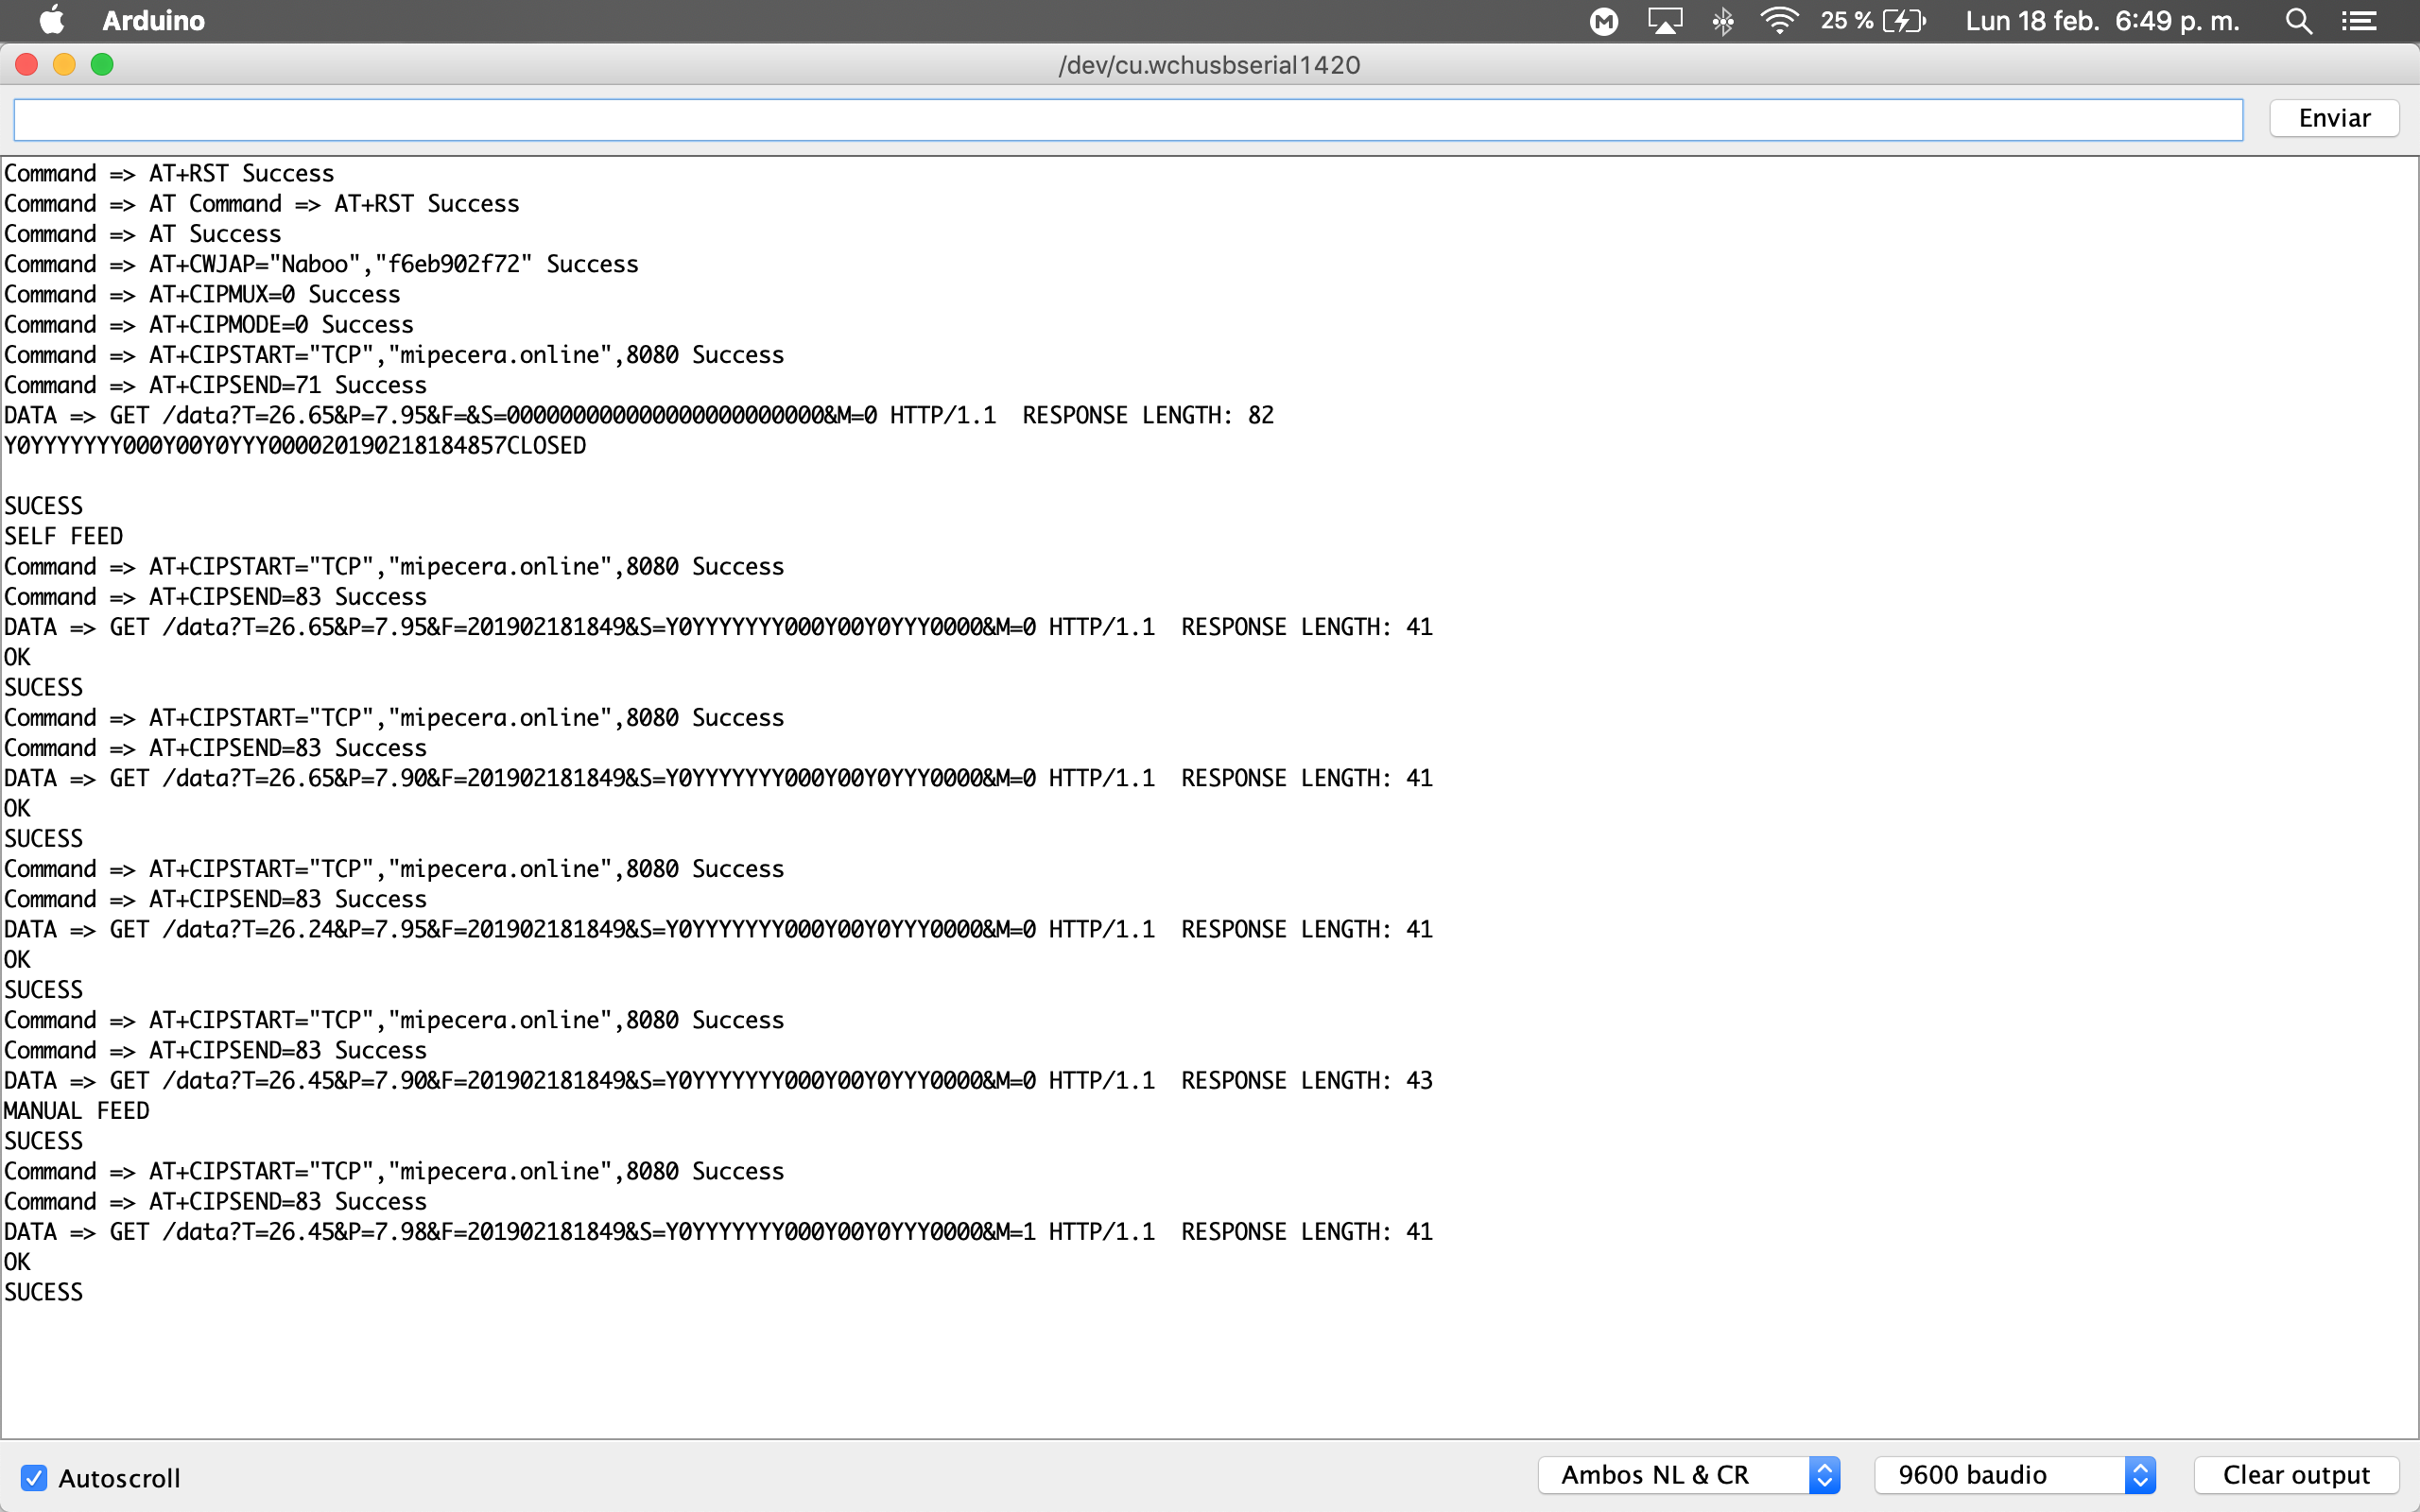 Arduino 25 % Lun 18 feb. 6:49 p. m.
/dev/cu.wchusbserial1420
Enviar
Command => AT+RST Success
Command => AT Command => AT+RST Success
Command => AT Success
Command => AT+CWJAP="Naboo","f6eb902f72" Success
Command => AT+CIPMUX=0 Success
Command => AT+CIPMODE=0 Success
Command => AT+CIPSTART="TCP","mipecera.online",8080 Success
Command => AT+CIPSEND=71 Success
DATA => GET /data?T=26.65&P=7.95&F=&S=000000000000000000000000&M=0 HTTP/1.1  RESPONSE LENGTH: 82
Y0YYYYYYY000Y00Y0YYY000020190218184857CLOSED
SUCESS
SELF FEED
Command => AT+CIPSTART="TCP","mipecera.online",8080 Success
Command => AT+CIPSEND=83 Success
DATA => GET /data?T=26.65&P=7.95&F=201902181849&S=Y0YYYYYYY000Y00Y0YYY0000&M=0 HTTP/1.1  RESPONSE LENGTH: 41
OK
SUCESS
Command => AT+CIPSTART="TCP","mipecera.online",8080 Success
Command => AT+CIPSEND=83 Success
DATA => GET /data?T=26.65&P=7.90&F=201902181849&S=Y0YYYYYYY000Y00Y0YYY0000&M=0 HTTP/1.1  RESPONSE LENGTH: 41
OK
SUCESS
Command => AT+CIPSTART="TCP","mipecera.online",8080 Success
Command => AT+CIPSEND=83 Success
DATA => GET /data?T=26.24&P=7.95&F=201902181849&S=Y0YYYYYYY000Y00Y0YYY0000&M=0 HTTP/1.1  RESPONSE LENGTH: 41
OK
SUCESS
Command => AT+CIPSTART="TCP","mipecera.online",8080 Success
Command => AT+CIPSEND=83 Success
DATA => GET /data?T=26.45&P=7.90&F=201902181849&S=Y0YYYYYYY000Y00Y0YYY0000&M=0 HTTP/1.1  RESPONSE LENGTH: 43
MANUAL FEED
SUCESS
Command => AT+CIPSTART="TCP","mipecera.online",8080 Success
Command => AT+CIPSEND=83 Success
DATA => GET /data?T=26.45&P=7.98&F=201902181849&S=Y0YYYYYYY000Y00Y0YYY0000&M=1 HTTP/1.1  RESPONSE LENGTH: 41
OK
SUCESS
Autoscroll Ambos NL & CR 9600 baudio Clear output